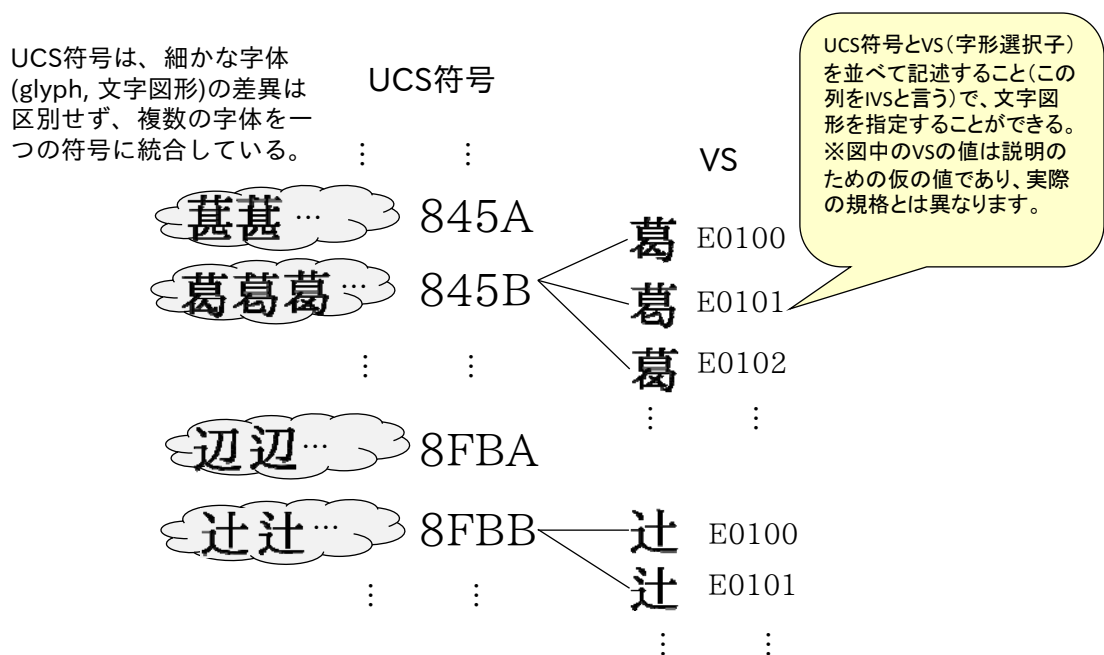 UCS符号は、細かな字体
(glyph, 文字図形)の差異は
区別せず、複数の字体を一
つの符号に統合している。
UCS符号
UCS符号とVS(字形選択子)
を並べて記述すること(この
列をIVSと言う)で、文字図
形を指定することができる。
※図中のVSの値は説明の
ための仮の値であり、実際
の規格とは異なります。
⋮ ⋮
VS
葚葚… 845A
葛 E0100
葛葛葛… 845B
葛 E0101
葛 E0102
⋮ ⋮
⋮ ⋮
辺辺… 8FBA
辻辻… 8FBB
辻 E0100
辻 E0101
⋮ ⋮
⋮ ⋮